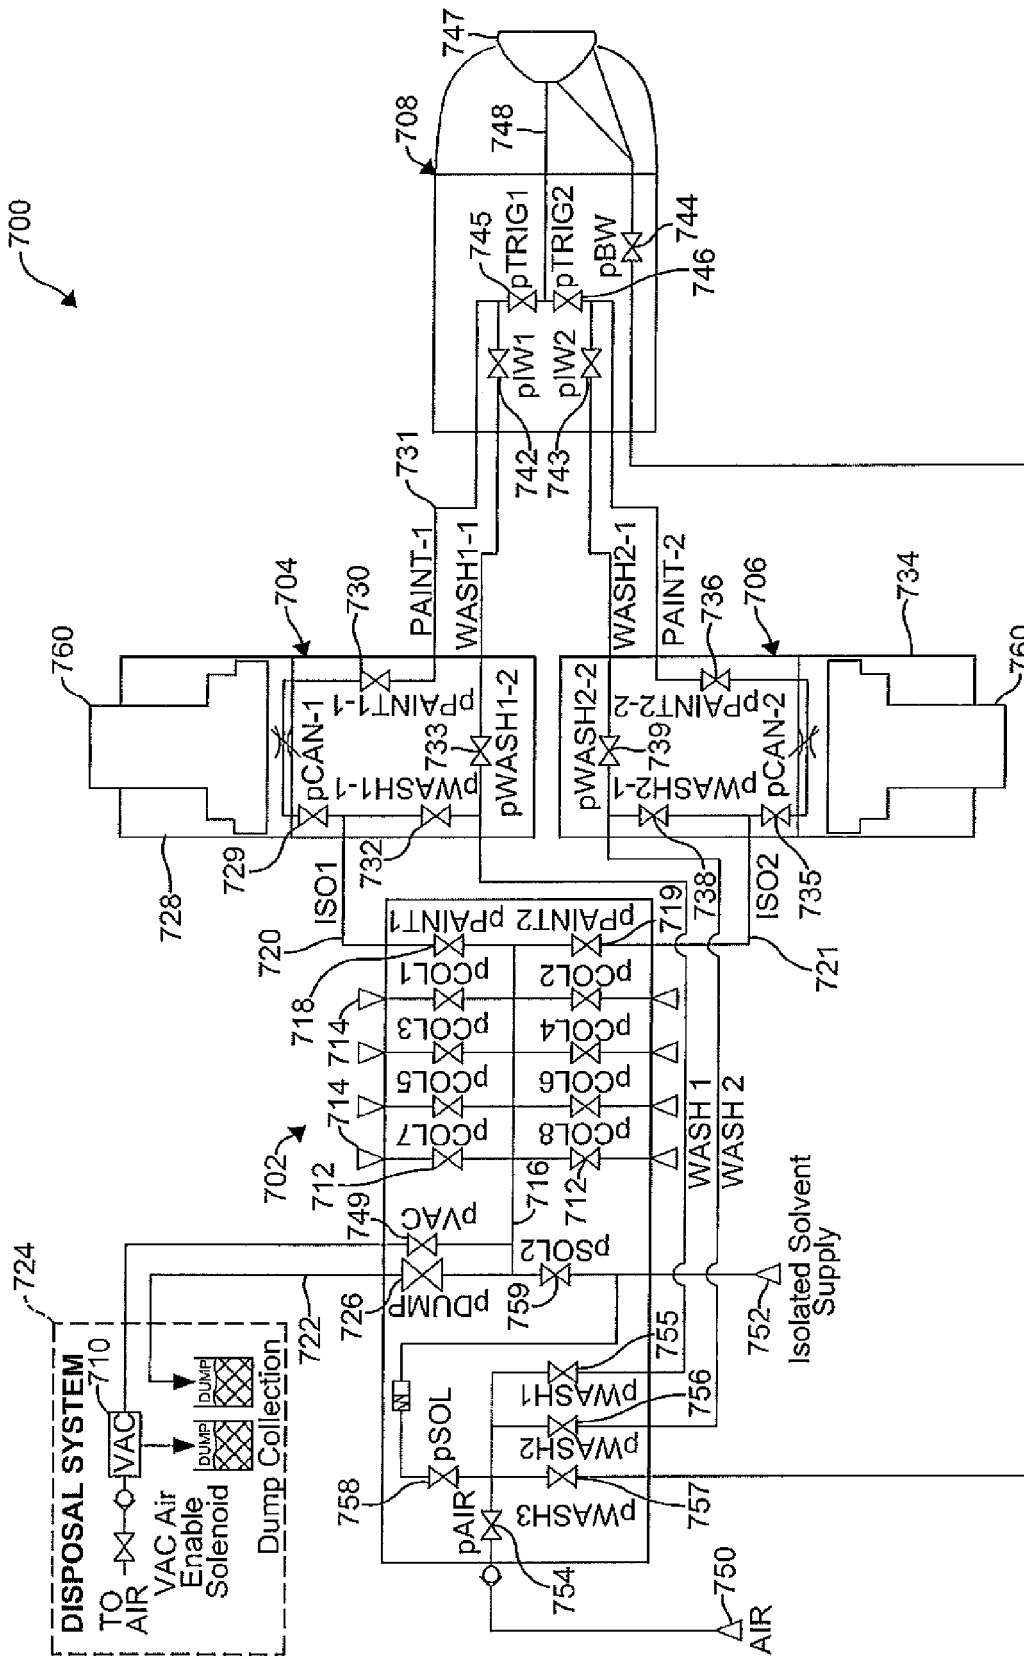 700
724
DISPOSAL SYSTEM
710
VAC
TO
AIR
VAC Air
Enable
Solenoid
DUMP
DUMP
Dump Collection
722
726
pDUMP
749
pVAC
702
712
714
714
718
720
ISO1
pCOL7
pCOL5
pCOL3
pCOL1
pPAINT1
pCOL8
pCOL6
pCOL4
pCOL2
pPAINT2
712
716
719
721
ISO2
pSOL2
759
758
pSOL
pAIR
754
pWASH1
755
pWASH2
756
pWASH3
757
750
AIR
752
Isolated Solvent
Supply
WASH 1
WASH 2
728
760
729
pCAN-1
704
730
pPAINT1-1
pWASH1-1
732
733
pWASH1-2
pWASH2-2
739
pWASH2-1
738
pPAINT2-2
736
pCAN-2
735
706
734
760
731
PAINT-1
WASH1-1
WASH2-1
PAINT-2
708
747
748
745
pTRIG1
pTRIG2
746
pBW
744
pIW1
742
pIW2
743